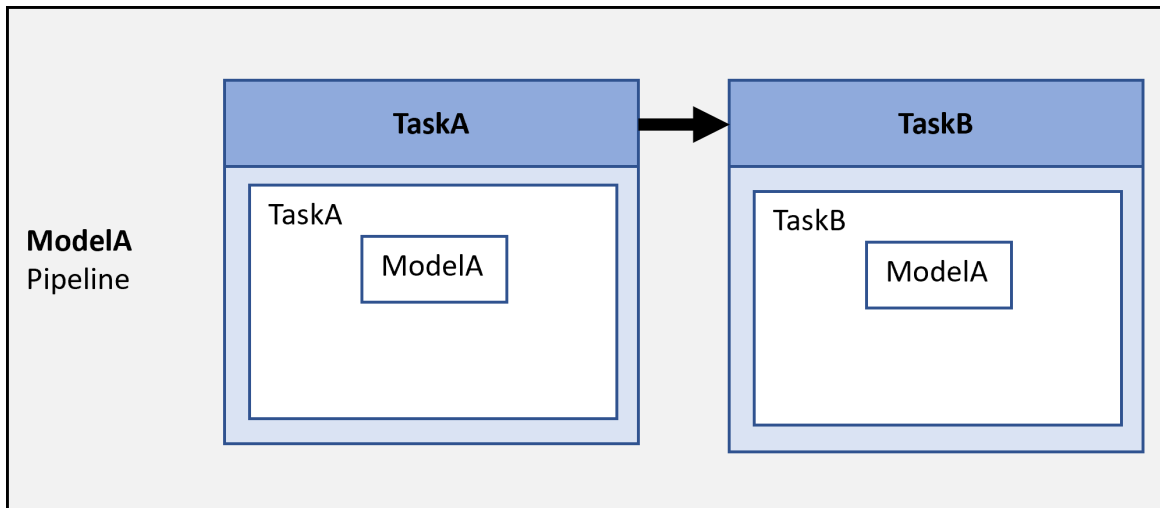 TaskA
TaskB
TaskA
ModelA
TaskB
ModelA
ModelA
Pipeline